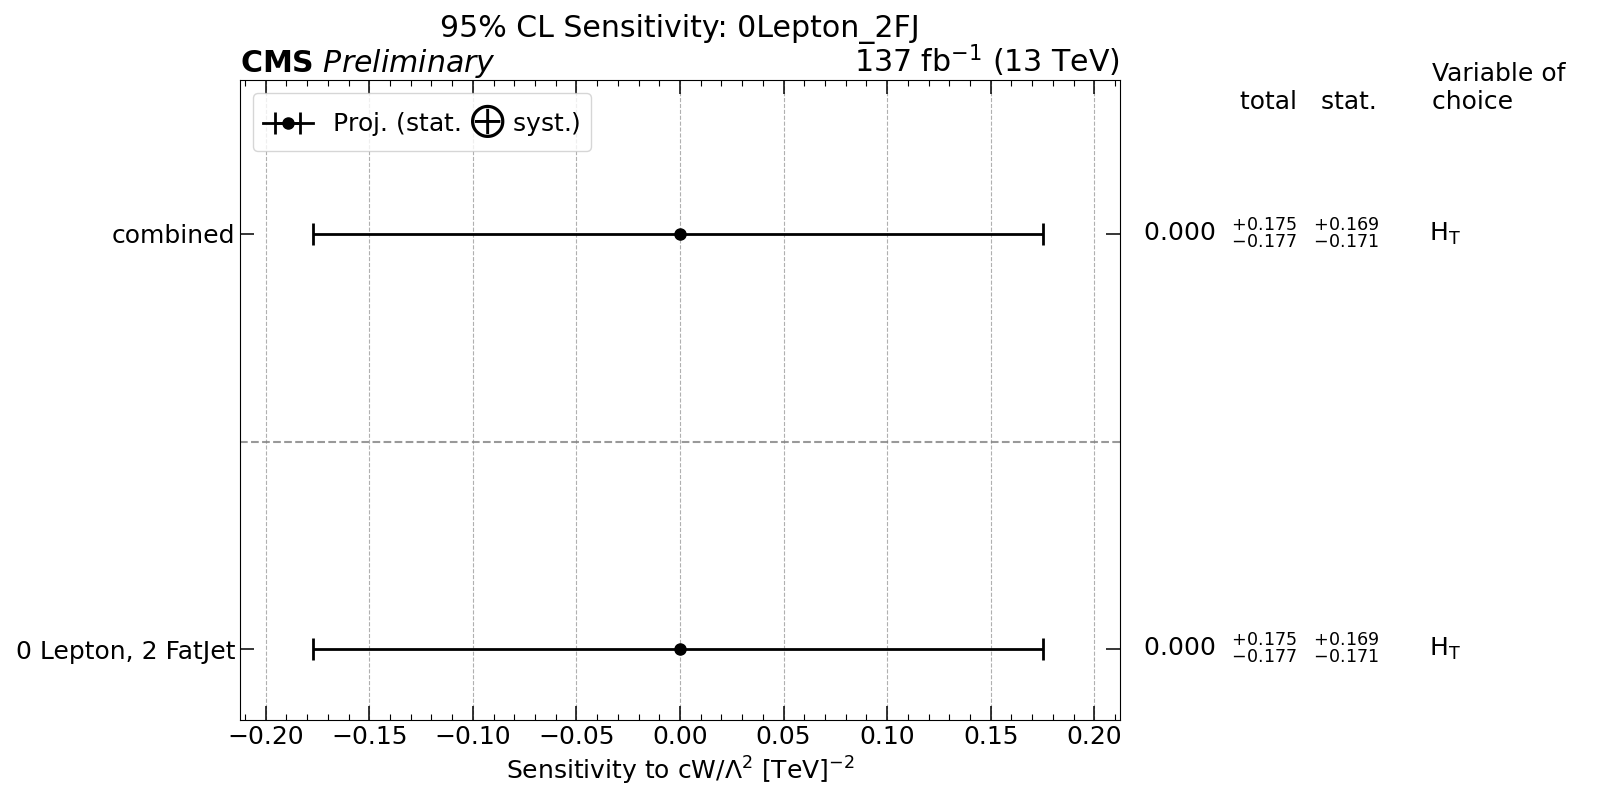 95% CL Sensitivity: 0Lepton_2FJ
CMS Preliminary 137 fb⁻¹ (13 TeV)
Variable of
total stat. choice
Proj. (stat. ⊕ syst.)
combined 0.000 +0.175 −0.177 +0.169 −0.171 H_T
0 Lepton, 2 FatJet 0.000 +0.175 −0.177 +0.169 −0.171 H_T
−0.20 −0.15 −0.10 −0.05 0.00 0.05 0.10 0.15 0.20
Sensitivity to cW/Λ² [TeV]⁻²